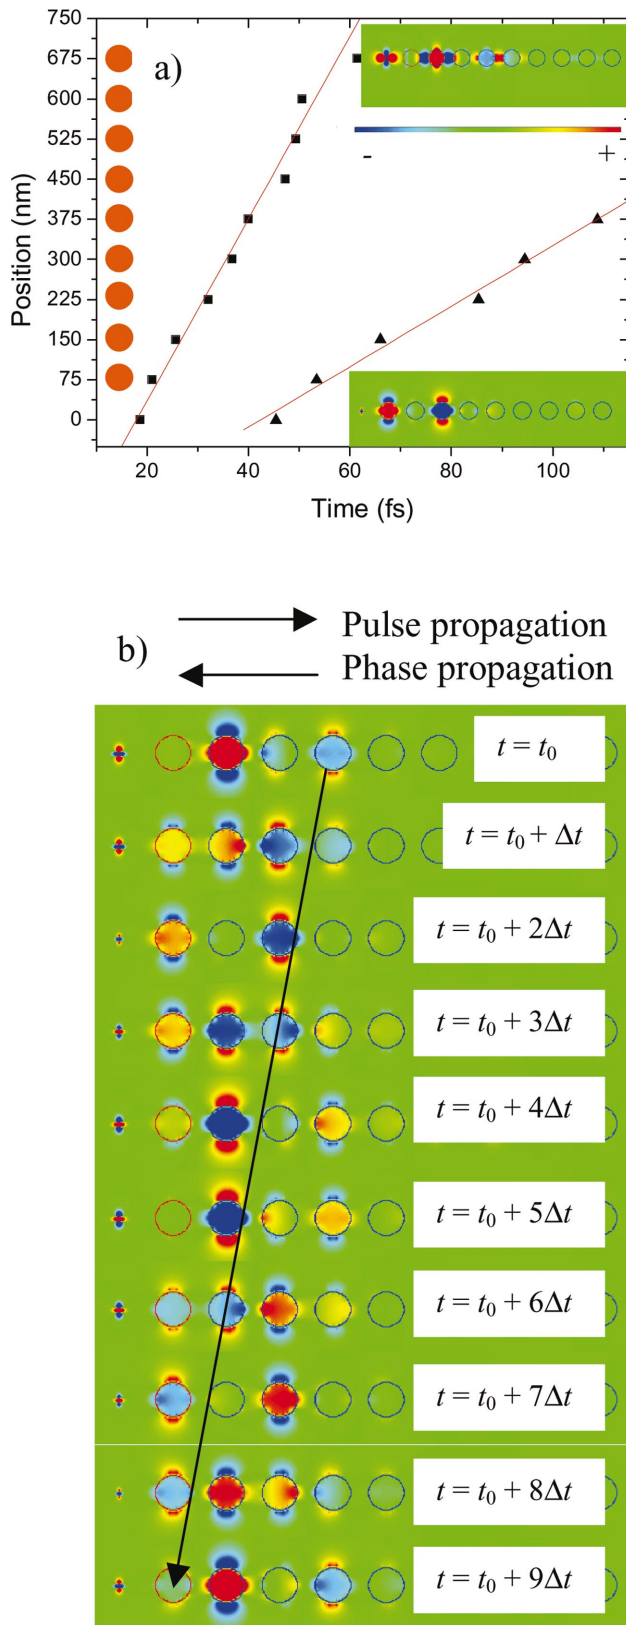 750
675
600
525
450
375
300
225
150
75
0
Position (nm)
a)
- +
20 40 60 80 100
Time (fs)
b)
Pulse propagation
Phase propagation
t = t0
t = t0 + Δt
t = t0 + 2Δt
t = t0 + 3Δt
t = t0 + 4Δt
t = t0 + 5Δt
t = t0 + 6Δt
t = t0 + 7Δt
t = t0 + 8Δt
t = t0 + 9Δt